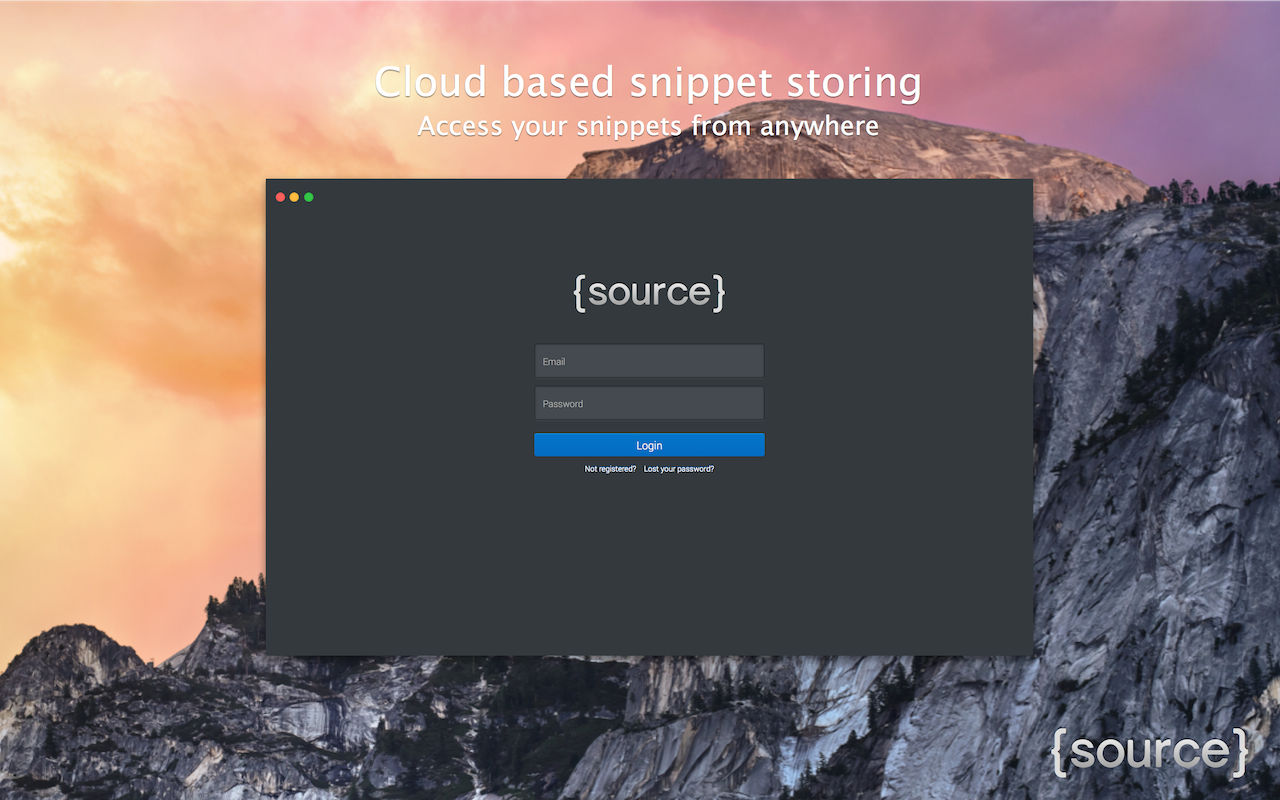 Cloud based snippet storing
Access your snippets from anywhere
{source}
Email
Password
Login
Not registered? Lost your password?
{source}